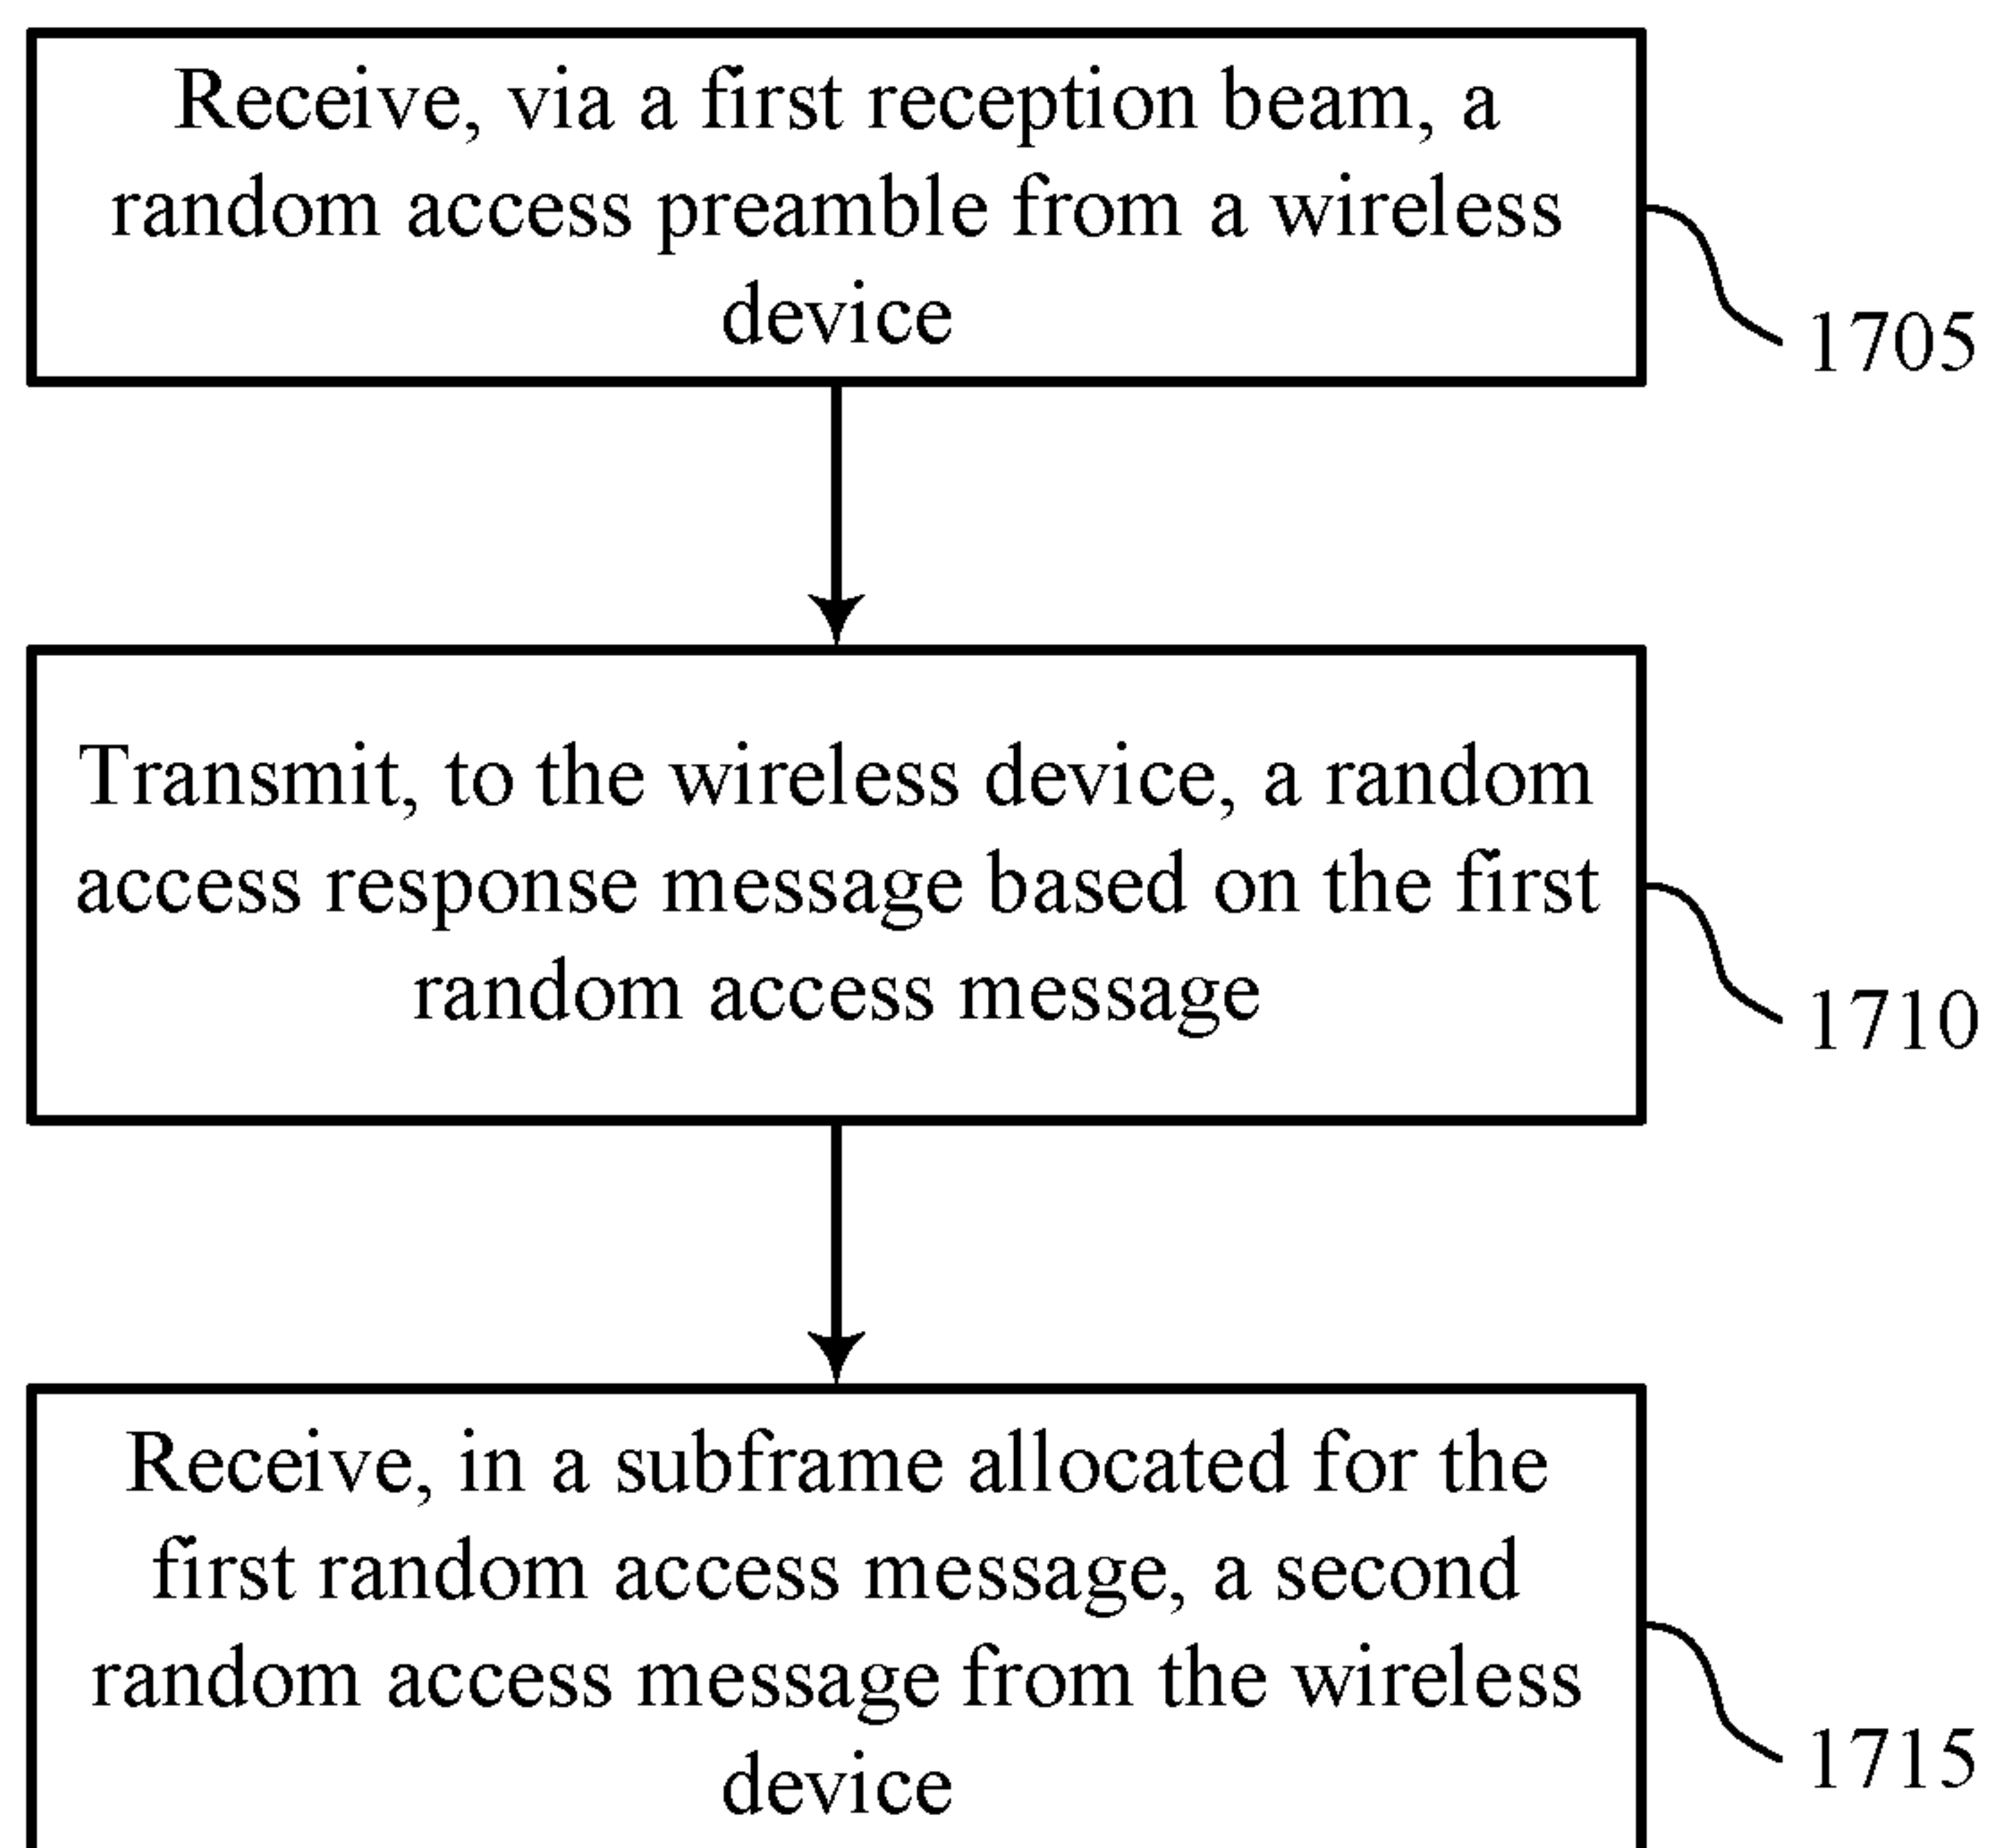 Receive, via a first reception beam, a
random access preamble from a wireless
device
1705
Transmit, to the wireless device, a random
access response message based on the first
random access message
1710
Receive, in a subframe allocated for the
first random access message, a second
random access message from the wireless
device
1715